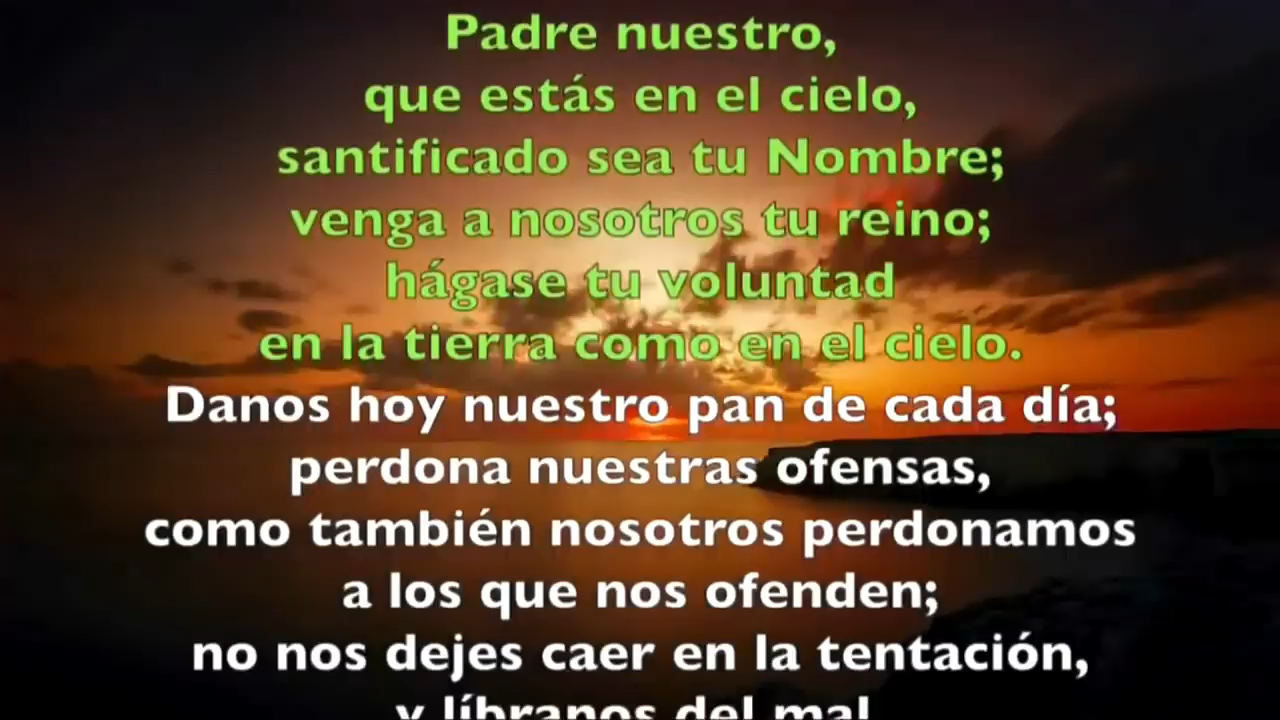 Padre nuestro,
que estás en el cielo,
santificado sea tu Nombre;
venga a nosotros tu reino;
hágase tu voluntad
en la tierra como en el cielo.
Danos hoy nuestro pan de cada día;
perdona nuestras ofensas,
como también nosotros perdonamos
a los que nos ofenden;
no nos dejes caer en la tentación,
y líbranos del mal